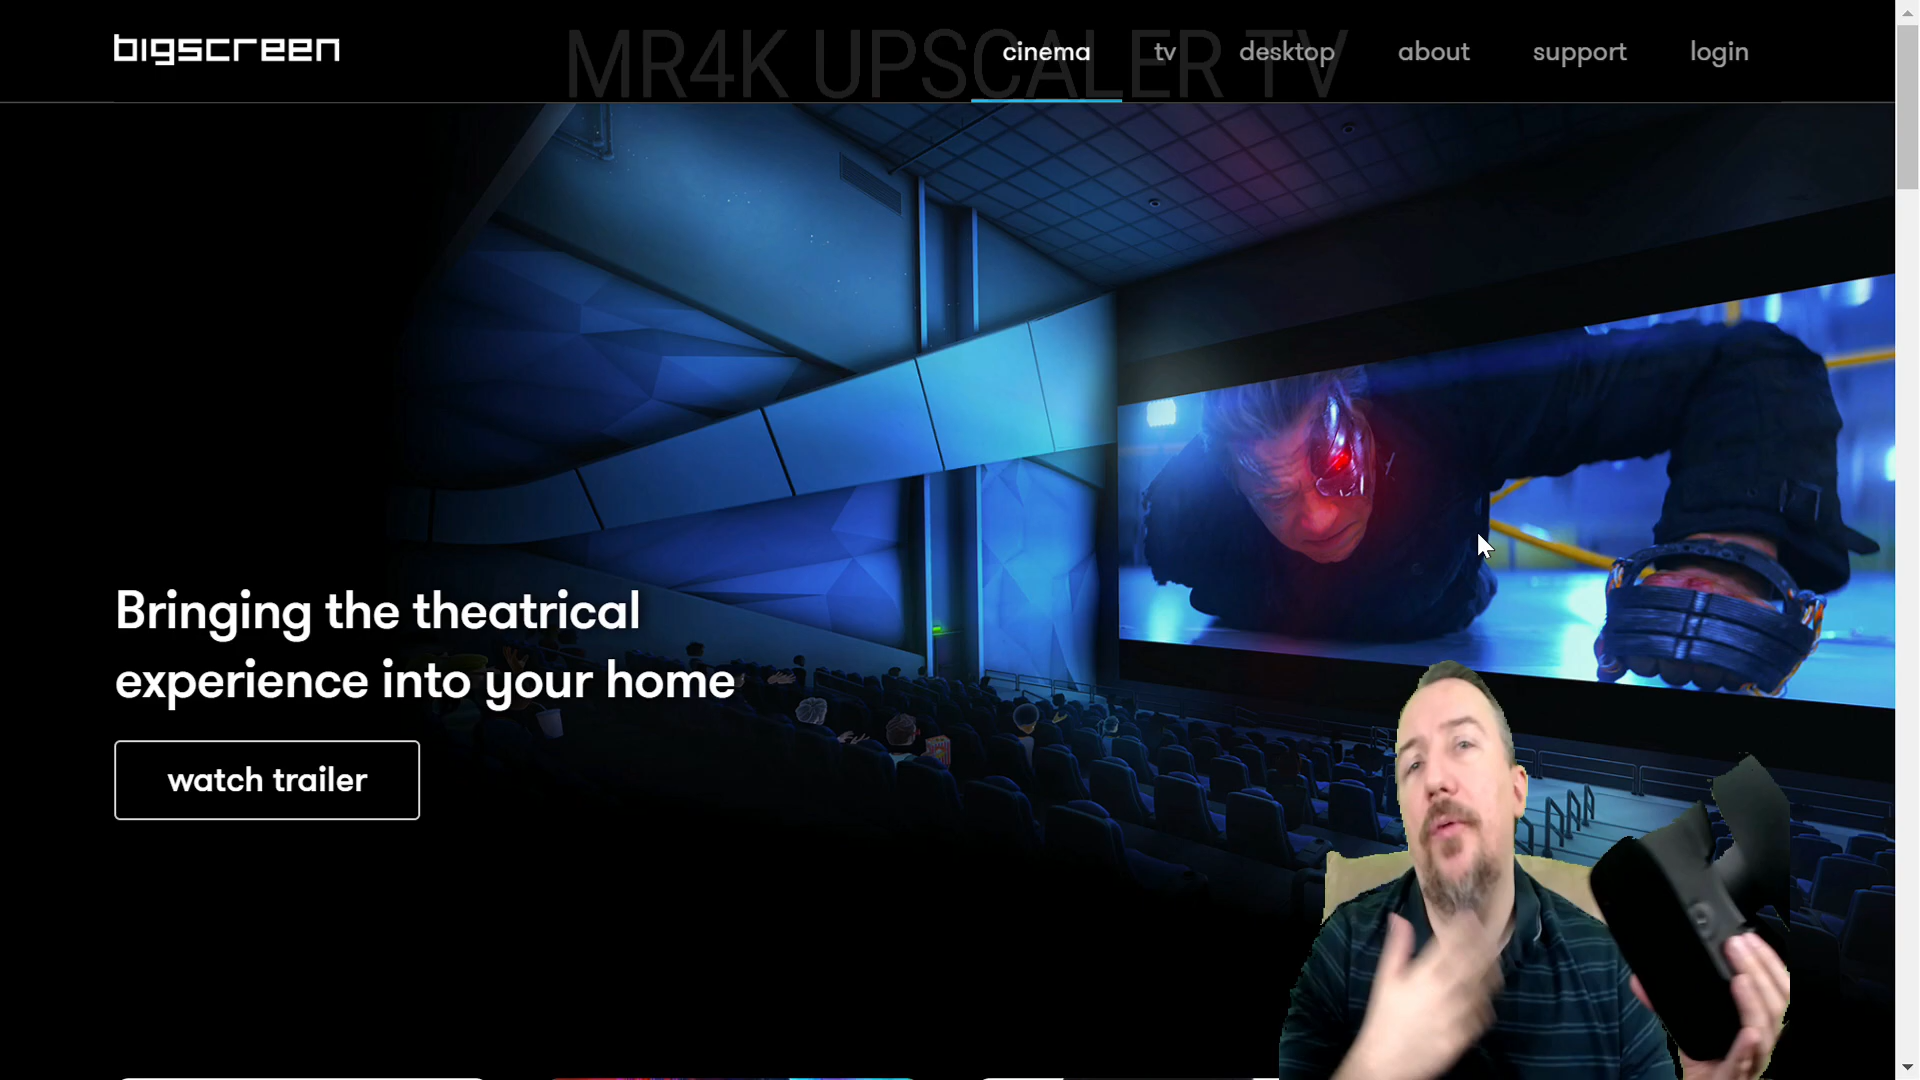 bigscreen
MR4K UPSCALER TV
cinema
tv
desktop
about
support
login
Bringing the theatrical
experience into your home
watch trailer